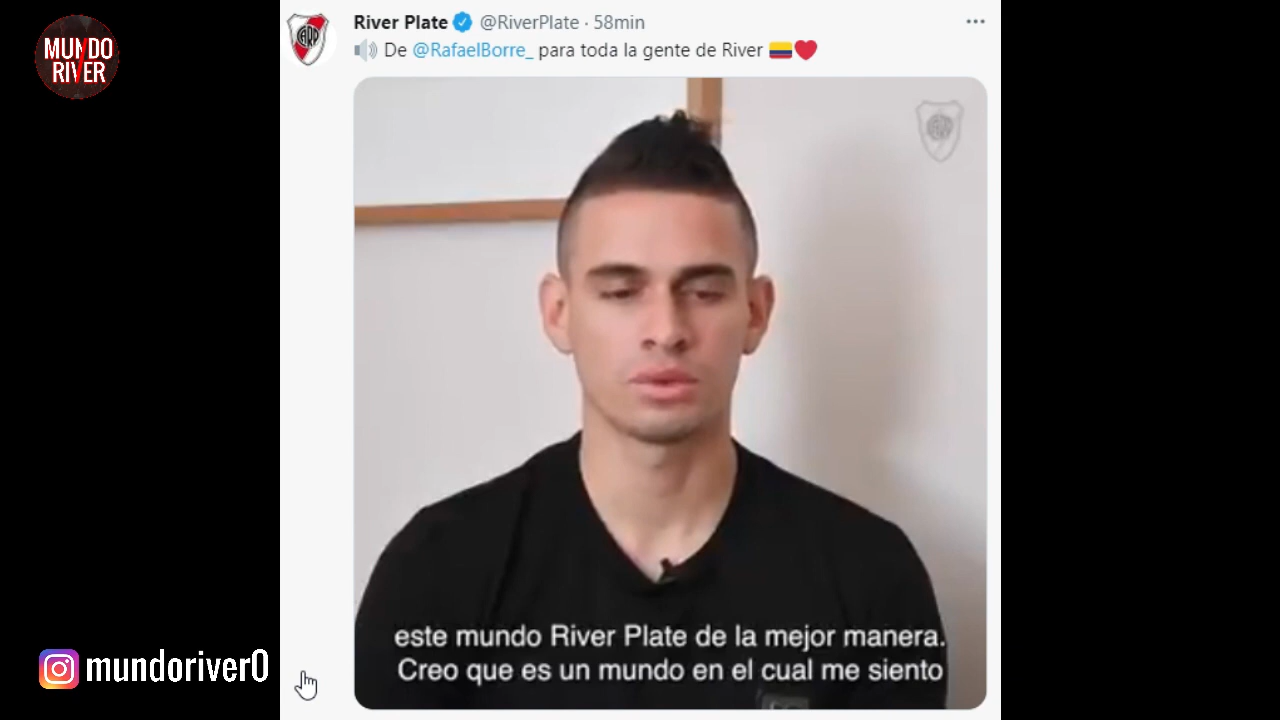 MUNDO
RIVER
River Plate @RiverPlate · 58min
De @RafaelBorre_ para toda la gente de River
este mundo River Plate de la mejor manera.
Creo que es un mundo en el cual me siento
mundoriver0